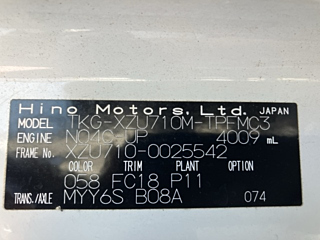 Hino Motors, Ltd. JAPAN
MODEL TKG-XZU710M-TPFMC3
ENGINE N04C-UP 4009 mL
FRAME NO. XZU710-0025542
COLOR TRIM PLANT OPTION
058 FC18 P11
TRANS./AXLE MYY6S B08A 074